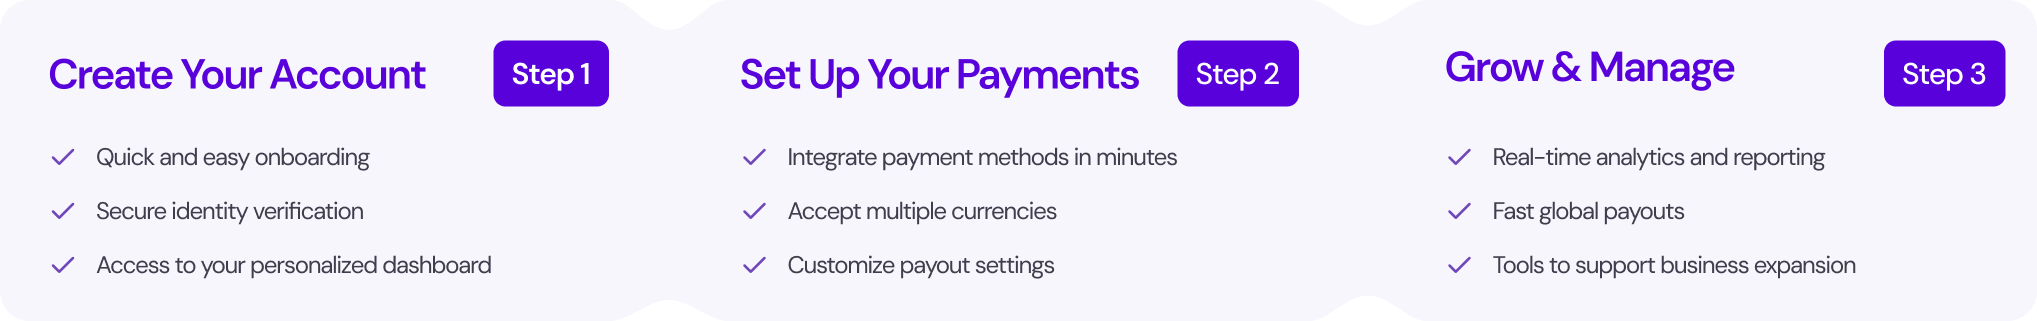 Create Your Account
Step 1
Quick and easy onboarding
Secure identity verification
Access to your personalized dashboard
Set Up Your Payments
Step 2
Integrate payment methods in minutes
Accept multiple currencies
Customize payout settings
Grow & Manage
Step 3
Real-time analytics and reporting
Fast global payouts
Tools to support business expansion